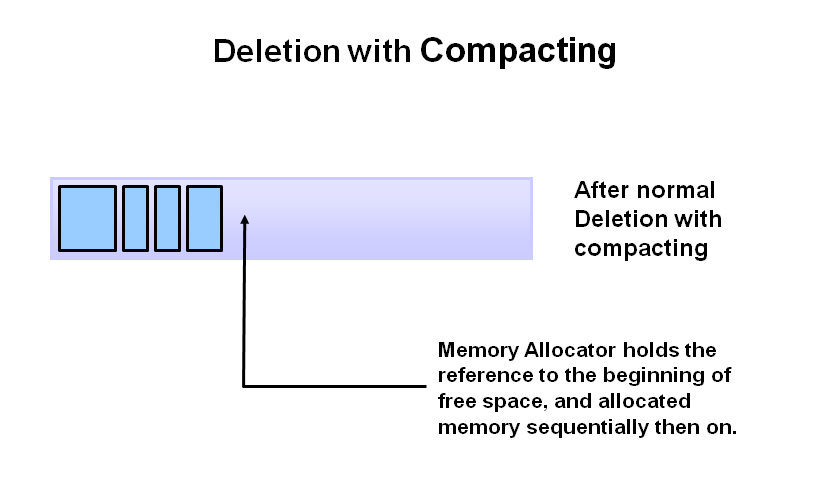 Deletion with Compacting
After normal
Deletion with
compacting
Memory Allocator holds the
reference to the beginning of
free space, and allocated
memory sequentially then on.